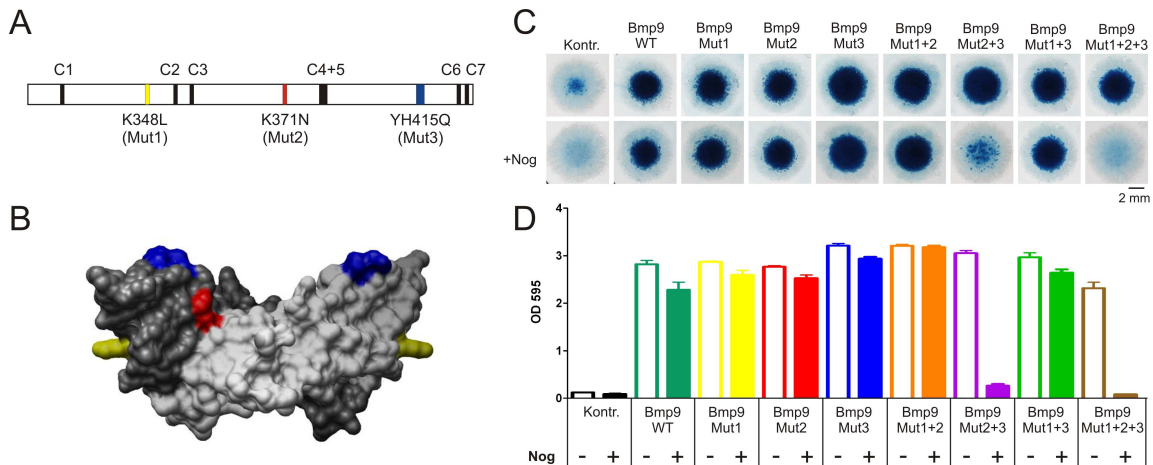 A
C1 C2 C3 C4+5 C6 C7
K348L K371N YH415Q
(Mut1) (Mut2) (Mut3)
B
C
Bmp9 Bmp9 Bmp9 Bmp9 Bmp9 Bmp9 Bmp9 Bmp9
Kontr. WT Mut1 Mut2 Mut3 Mut1+2 Mut2+3 Mut1+3 Mut1+2+3
+Nog
2 mm
D
4
3
2
1
0
OD 595
Kontr. Bmp9 Bmp9 Bmp9 Bmp9 Bmp9 Bmp9 Bmp9 Bmp9
WT Mut1 Mut2 Mut3 Mut1+2 Mut2+3 Mut1+3 Mut1+2+3
Nog - + - + - + - + - + - + - + - + - +